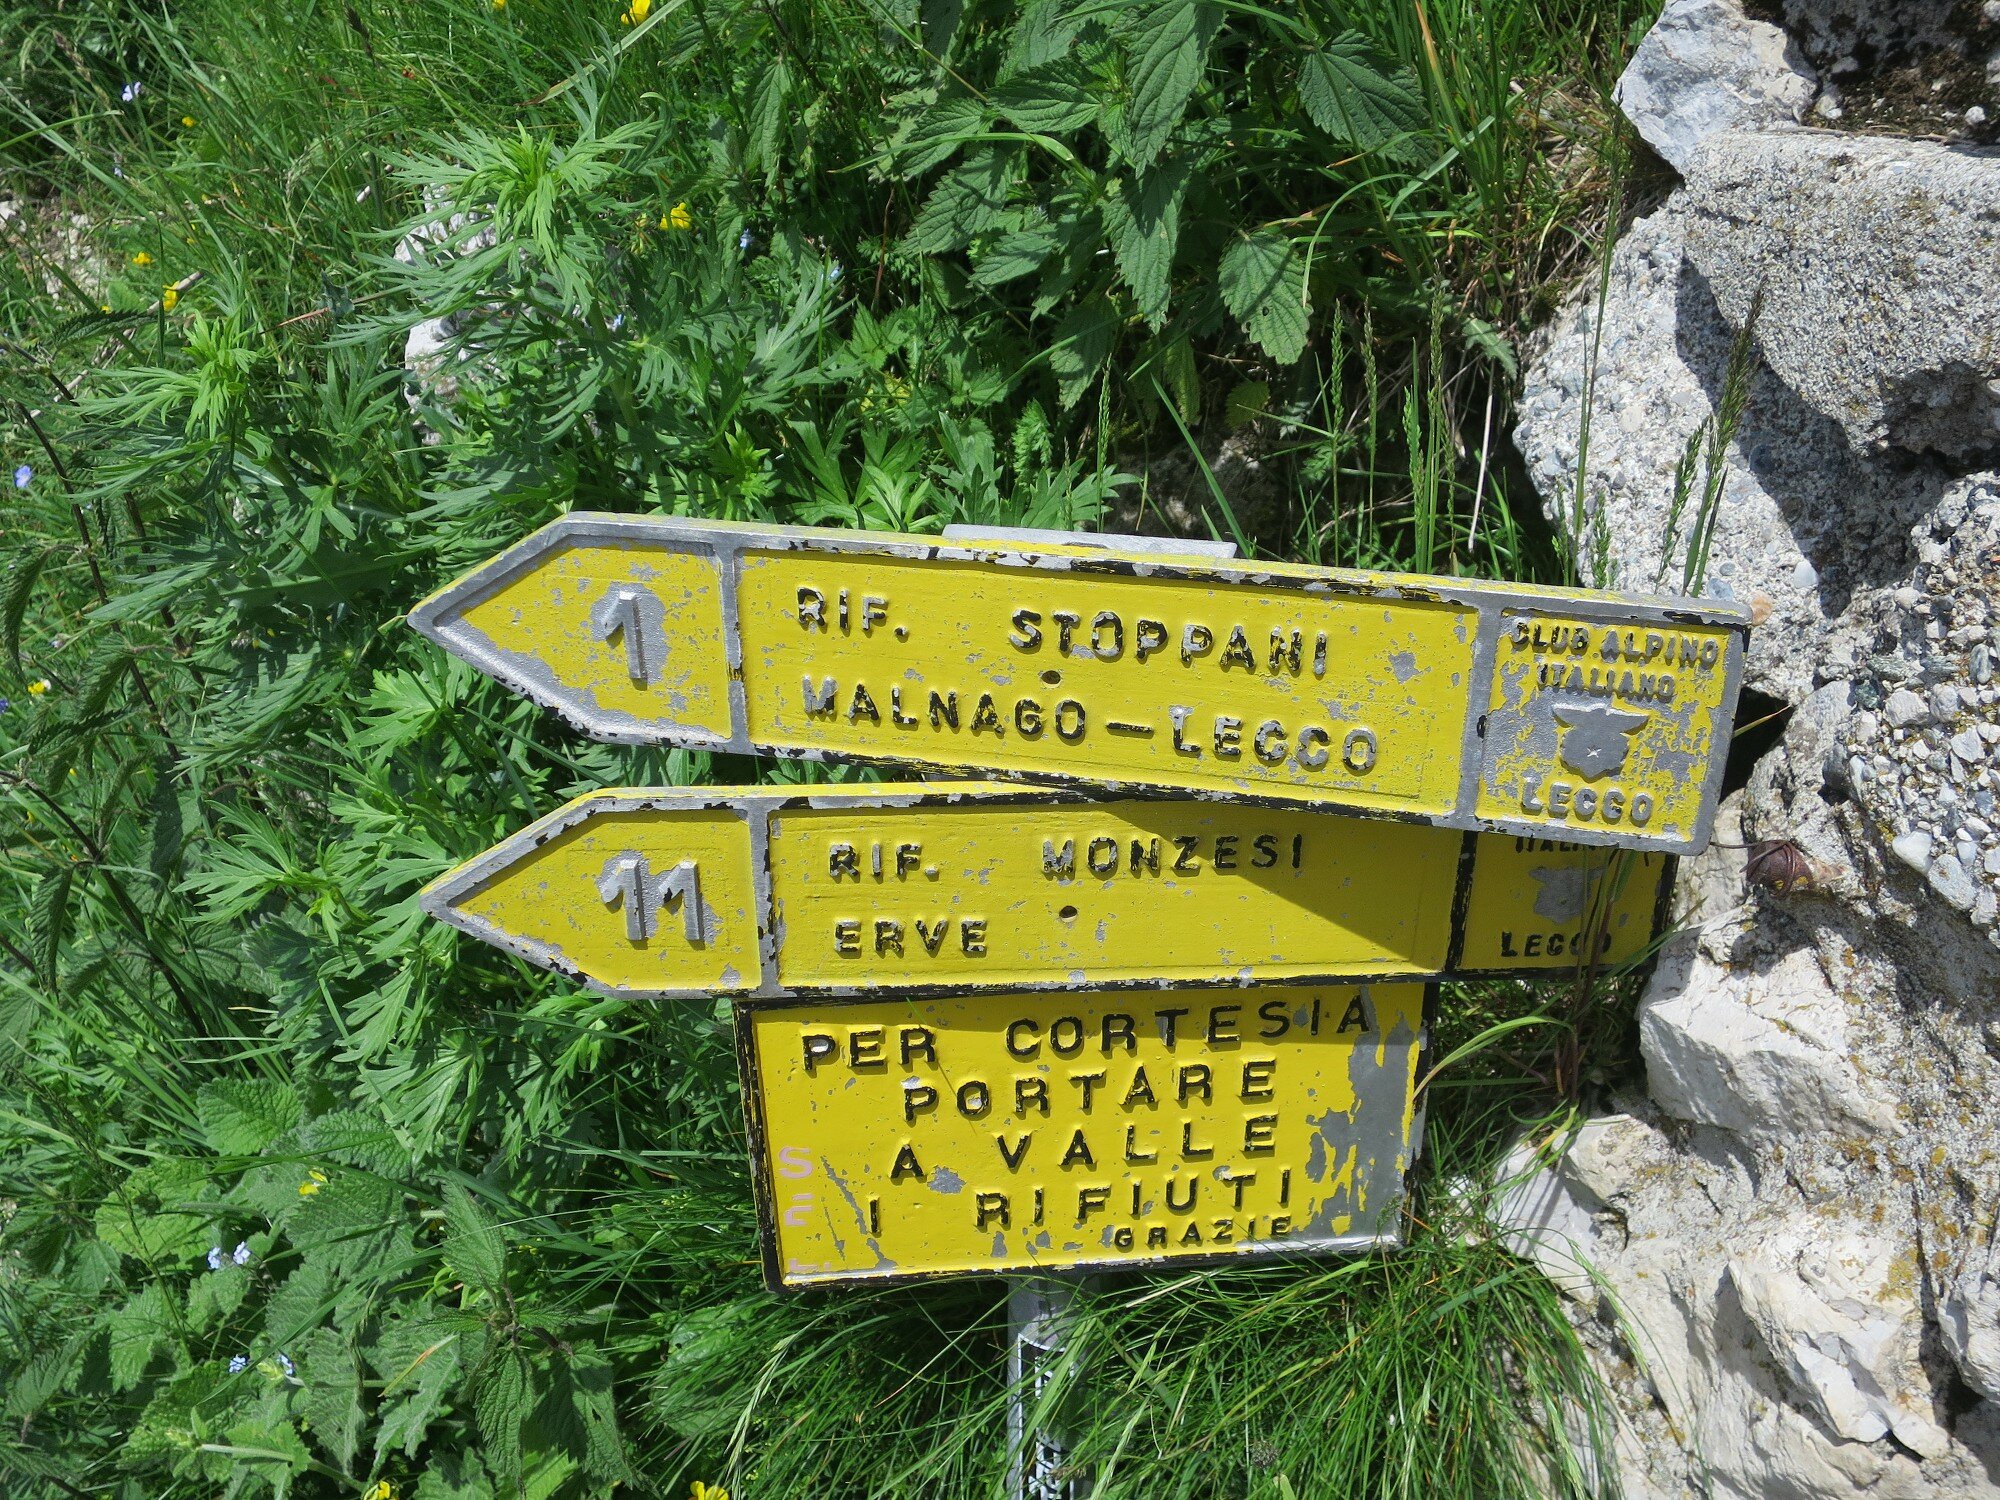 1
RIF. STOPPANI
MALNAGO — LECCO
CLUB ALPINO
ITALIANO
LECCO
11
RIF. MONZESI
ERVE
LECCO
PER CORTESIA
PORTARE
A VALLE
I RIFIUTI
GRAZIE